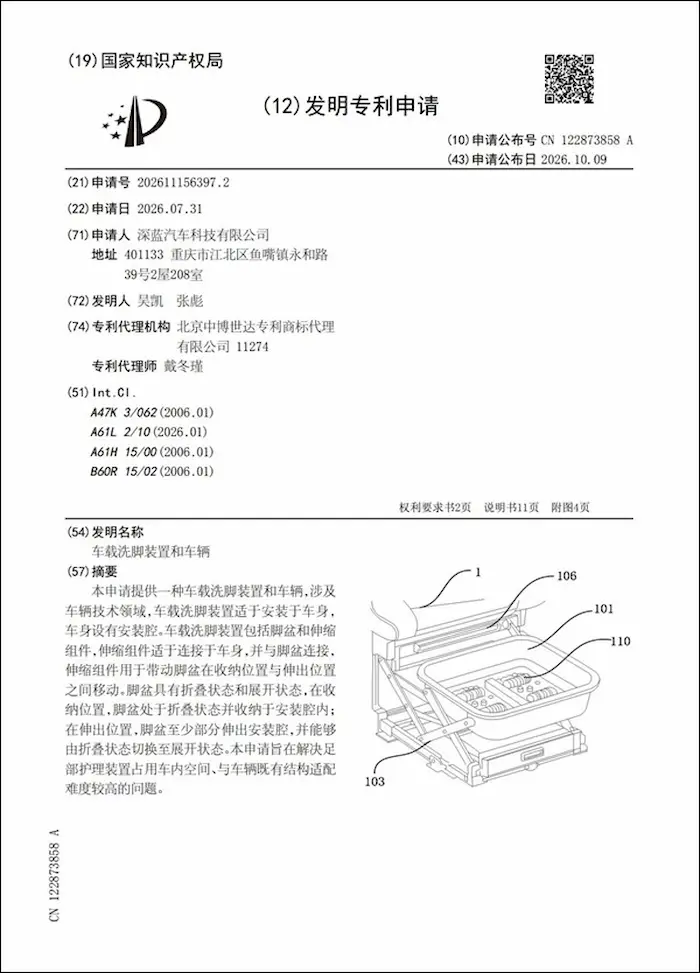 (19)国家知识产权局
(12)发明专利申请
(10)申请公布号 CN 122873858 A
(43)申请公布日 2026.10.09
(21)申请号 202611156397.2
(22)申请日 2026.07.31
(71)申请人 深蓝汽车科技有限公司
地址 401133 重庆市江北区鱼嘴镇永和路
39号2屋208室
(72)发明人 吴凯 张彪
(74)专利代理机构 北京中博世达专利商标代理
有限公司 11274
专利代理师 戴冬瑾
(51)Int.Cl.
A47K 3/062(2006.01)
A61L 2/10(2026.01)
A61H 15/00(2006.01)
B60R 15/02(2006.01)
权利要求书2页 说明书11页 附图4页
(54)发明名称
车载洗脚装置和车辆
(57)摘要
本申请提供一种车载洗脚装置和车辆,涉及
车辆技术领域,车载洗脚装置适于安装于车身,
车身设有安装腔。车载洗脚装置包括脚盆和伸缩
组件,伸缩组件适于连接于车身,并与脚盆连接,
伸缩组件用于带动脚盆在收纳位置与伸出位置
之间移动。脚盆具有折叠状态和展开状态,在收
纳位置,脚盆处于折叠状态并收纳于安装腔内;
在伸出位置,脚盆至少部分伸出安装腔,并能够
由折叠状态切换至展开状态。本申请旨在解决足
部护理装置占用车内空间、与车辆既有结构适配
难度较高的问题。
1
106
101
110
103
CN 122873858 A